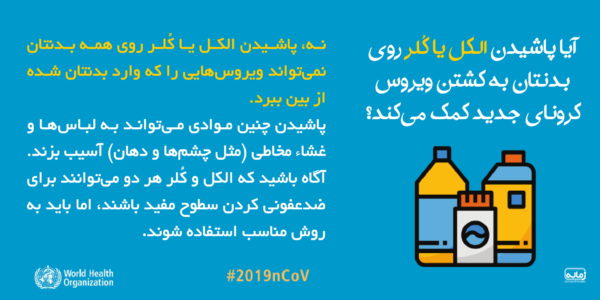 آیا پاشیدن الکل یا کُلر روی
بدنتان به کشتن ویروس
کرونای جدید کمک می‌کند؟
نه، پاشیدن الکل یا کُلر روی همه بدنتان
نمی‌تواند ویروس‌هایی را که وارد بدنتان شده
از بین ببرد.
پاشیدن چنین موادی می‌تواند به لباس‌ها و
غشاء مخاطی (مثل چشم‌ها و دهان) آسیب بزند.
آگاه باشید که الکل و کُلر هر دو می‌توانند برای
ضدعفونی کردن سطوح مفید باشند، اما باید به
روش مناسب استفاده شوند.
World Health
Organization
#2019nCoV
زمانه